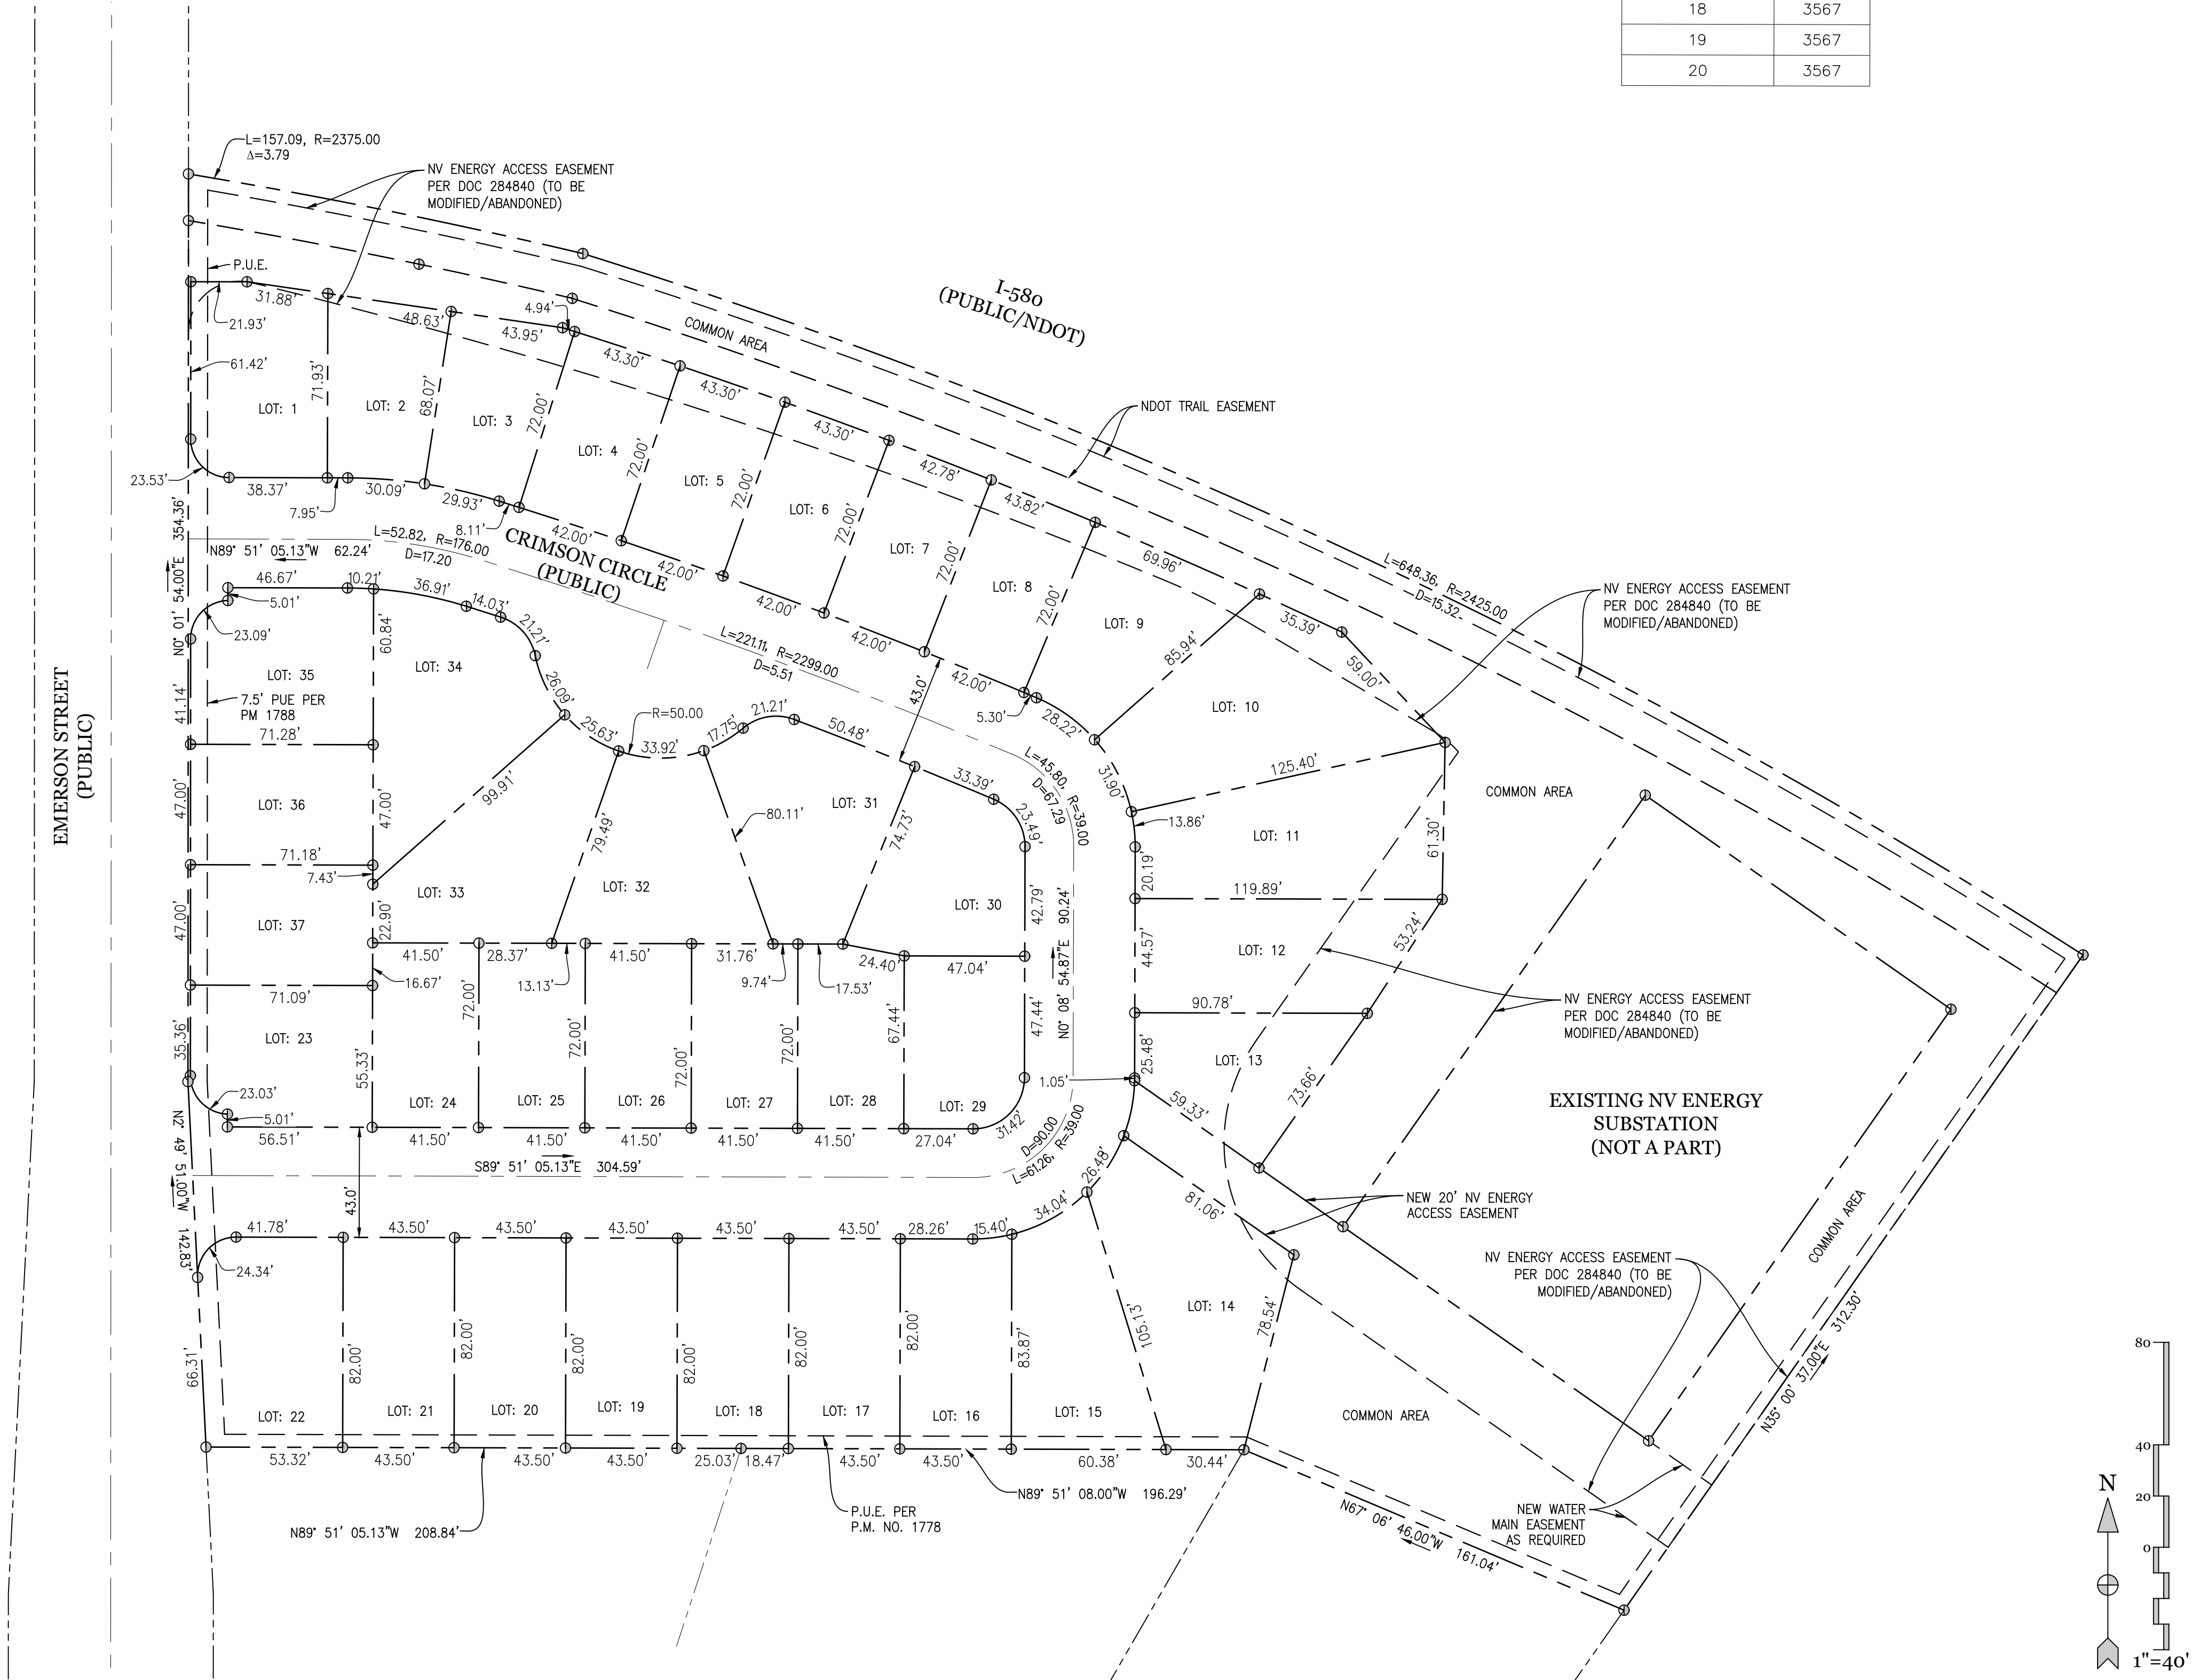 18 3567
19 3567
20 3567
L=157.09, R=2375.00
Δ=3.79
NV ENERGY ACCESS EASEMENT
PER DOC 284840 (TO BE
MODIFIED/ABANDONED)
P.U.E.
31.88'
21.93'
61.42'
48.63'
4.94'
43.95'
43.30'
43.30'
43.30'
42.78'
43.82'
69.96'
35.39'
59.00'
COMMON AREA
I-580
(PUBLIC/NDOT)
NDOT TRAIL EASEMENT
L=648.36, R=2425.00
D=15.32
NV ENERGY ACCESS EASEMENT
PER DOC 284840 (TO BE
MODIFIED/ABANDONED)
71.93'
68.07'
72.00'
72.00'
72.00'
72.00'
72.00'
72.00'
85.94'
125.40'
LOT: 1
LOT: 2
LOT: 3
LOT: 4
LOT: 5
LOT: 6
LOT: 7
LOT: 8
LOT: 9
LOT: 10
LOT: 11
LOT: 12
LOT: 13
23.53'
38.37'
7.95'
30.09'
29.93'
8.11'
42.00'
42.00'
42.00'
42.00'
42.00'
5.30'
28.22'
31.90'
13.86'
20.19'
44.57'
25.48'
1.05'
N0° 01' 54.00"E 354.36'
N89° 51' 05.13"W 62.24'
L=52.82, R=176.00
D=17.20
CRIMSON CIRCLE
(PUBLIC)
L=221.11, R=2299.00
D=5.51
43.0'
L=45.80, R=39.00
D=67.29
N0° 08' 54.87"E 90.24'
EMERSON STREET
(PUBLIC)
46.67'
10.21'
36.91'
14.03'
21.21'
26.09'
25.63'
R=50.00
33.92'
17.75'
21.21'
50.48'
33.39'
23.49'
42.79'
47.44'
5.01'
23.09'
60.84'
LOT: 35
LOT: 34
7.5' PUE PER
PM 1788
41.14'
71.28'
47.00'
LOT: 36
47.00'
71.18'
7.43'
99.91'
79.49'
80.11'
74.73'
LOT: 31
LOT: 33
LOT: 32
LOT: 30
47.00'
LOT: 37
22.90'
41.50'
28.37'
13.13'
41.50'
31.76'
9.74'
17.53'
24.40'
47.04'
16.67'
71.09'
LOT: 23
35.36'
55.33'
72.00'
72.00'
72.00'
72.00'
67.44'
23.03'
5.01'
56.51'
LOT: 24
LOT: 25
LOT: 26
LOT: 27
LOT: 28
LOT: 29
41.50'
41.50'
41.50'
41.50'
41.50'
27.04'
31.42'
D=90.00
L=61.26, R=39.00
S89° 51' 05.13"E 304.59'
43.0'
N2° 49' 51.00"W 142.83'
61.30'
COMMON AREA
119.89'
53.24'
90.78'
73.66'
59.33'
NV ENERGY ACCESS EASEMENT
PER DOC 284840 (TO BE
MODIFIED/ABANDONED)
EXISTING NV ENERGY
SUBSTATION
(NOT A PART)
NEW 20' NV ENERGY
ACCESS EASEMENT
NV ENERGY ACCESS EASEMENT
PER DOC 284840 (TO BE
MODIFIED/ABANDONED)
COMMON AREA
N35° 00' 37.00"E 312.30'
41.78'
24.34'
43.50'
43.50'
43.50'
43.50'
43.50'
28.26'
15.40'
34.04'
26.48'
81.06'
105.13'
78.54'
LOT: 14
69.31'
82.00'
82.00'
82.00'
82.00'
82.00'
82.00'
83.87'
LOT: 22
LOT: 21
LOT: 20
LOT: 19
LOT: 18
LOT: 17
LOT: 16
LOT: 15
COMMON AREA
53.32'
43.50'
43.50'
43.50'
25.03'
18.47'
43.50'
43.50'
60.38'
30.44'
N89° 51' 05.13"W 208.84'
P.U.E. PER
P.M. NO. 1778
N89° 51' 08.00"W 196.29'
N67° 06' 46.00"W 161.04'
NEW WATER
MAIN EASEMENT
AS REQUIRED
N
80
40
20
0
1"=40'